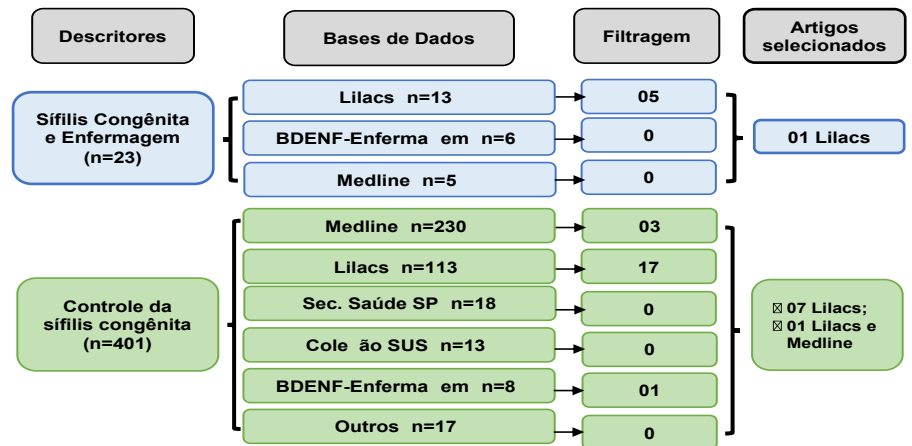 Descritores
Bases de Dados
Filtragem
Artigos
selecionados
Sífilis Congênita
e Enfermagem
(n=23)
Lilacs n=13
05
BDENF-Enferma em n=6
0
Medline n=5
0
01 Lilacs
Controle da
sífilis congênita
(n=401)
Medline n=230
03
Lilacs n=113
17
Sec. Saúde SP n=18
0
Cole ão SUS n=13
0
BDENF-Enferma em n=8
01
Outros n=17
0
07 Lilacs;
01 Lilacs e
Medline